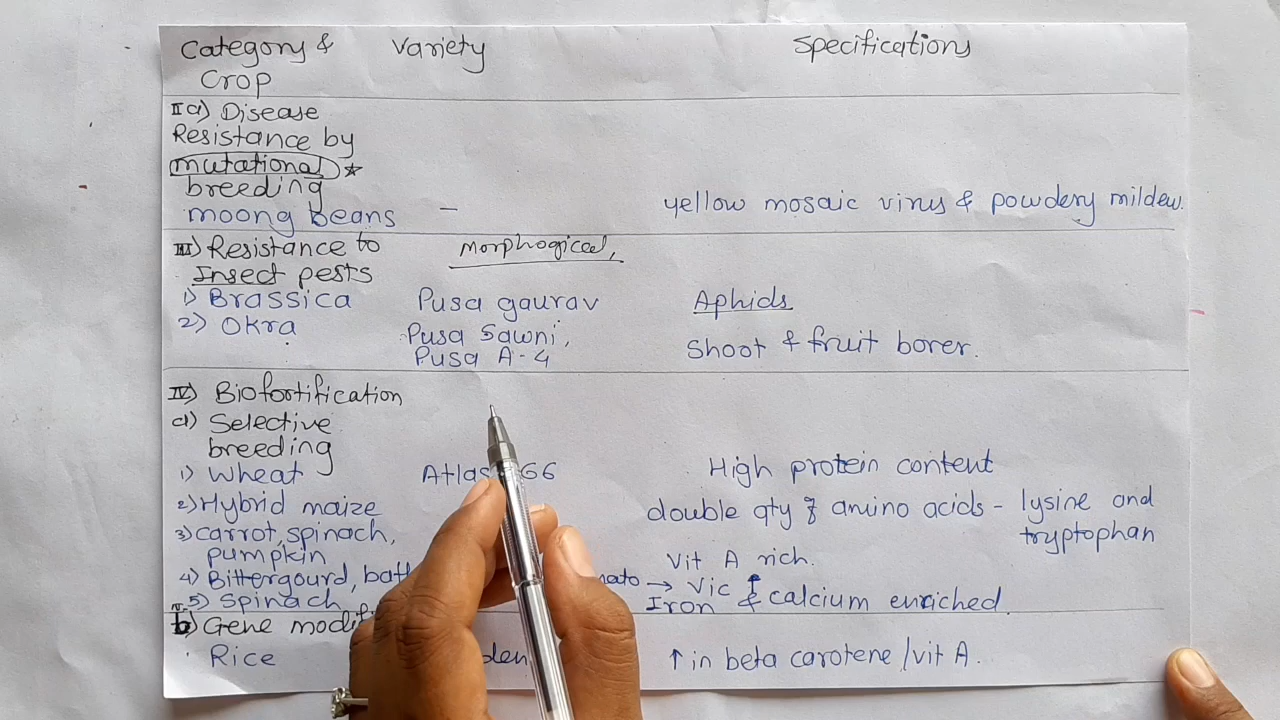 Category & Variety Specifications
Crop
II a) Disease
Resistance by
mutational
breeding
moong beans - yellow mosaic virus & powdery mildew.
III) Resistance to morphogical,
Insect pests
1) Brassica Pusa gaurav Aphids
2) Okra Pusa Sawni,
Pusa A-4 Shoot & fruit borer.
IV) Biofortification
a) Selective
breeding
1) Wheat Atlas 66 High protein content
2) Hybrid maize double qty of amino acids - lysine and
tryptophan
3) carrot, spinach,
pumpkin Vit A rich.
4) Bittergourd, → Vic ↑
5) Spinach Iron & calcium enriched.
b) Gene
Rice ↑ in beta carotene / vit A.